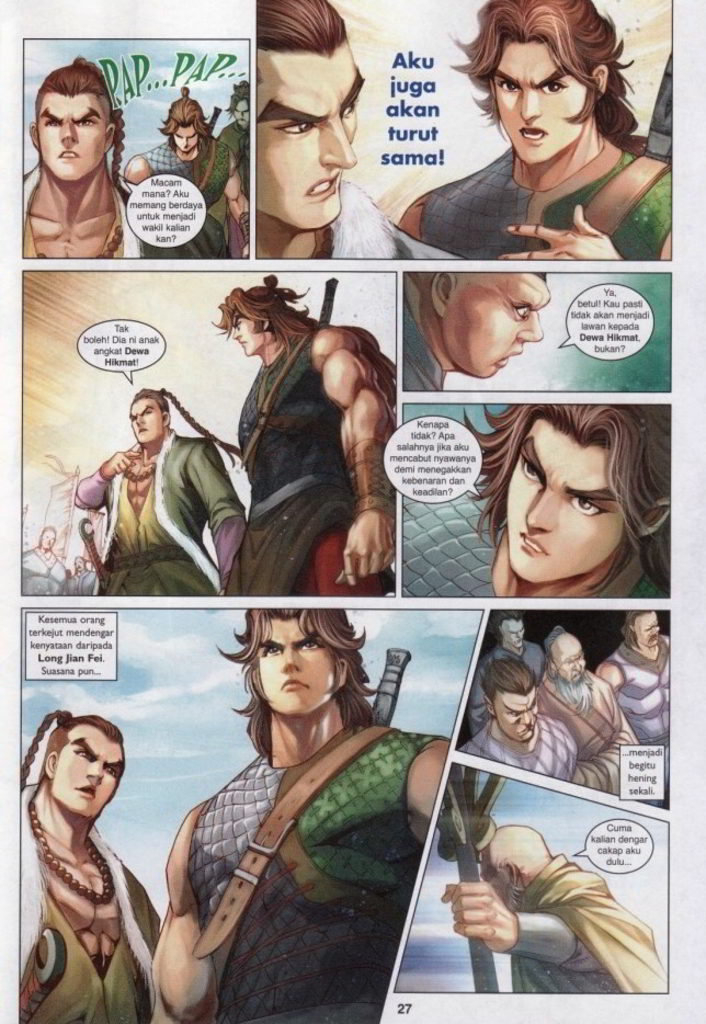 PAP...PAP...
Macam
mana? Aku
memang berdaya
untuk menjadi
wakil kalian
kan?
Aku
juga
akan
turut
sama!
Tak
boleh! Dia ni anak
angkat Dewa
Hikmat!
Ya,
betul! Kau pasti
tidak akan menjadi
lawan kepada
Dewa Hikmat,
bukan?
Kenapa
tidak? Apa
salahnya jika aku
mencabut nyawanya
demi menegakkan
kebenaran dan
keadilan?
Kesemua orang
terkejut mendengar
kenyataan daripada
Long Jian Fei.
Suasana pun...
...menjadi
begitu
hening
sekali.
Cuma
kalian dengar
cakap aku
dulu...
27